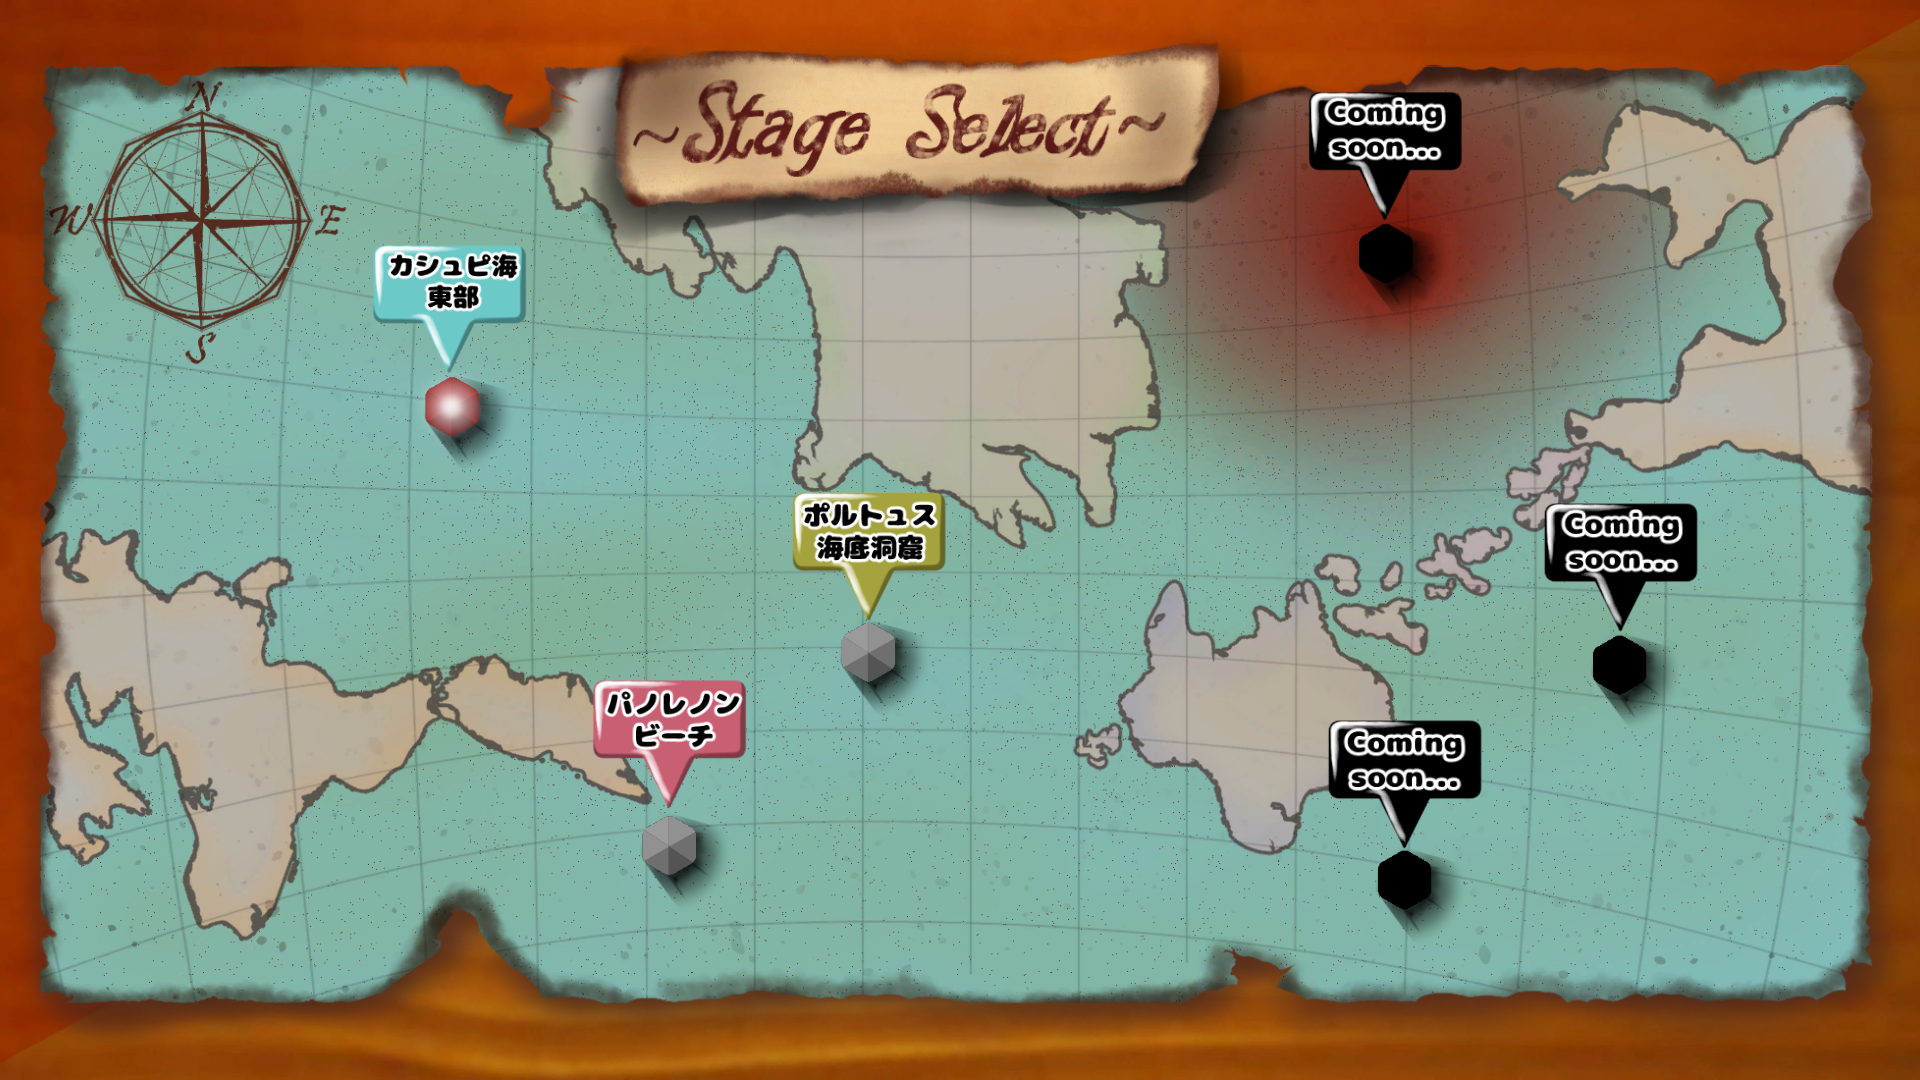 ~Stage Select~
N
W
E
S
カシュピ海
東部
Coming
soon...
ポルトュス
海底洞窟
Coming
soon...
パノレノン
ビーチ
Coming
soon...